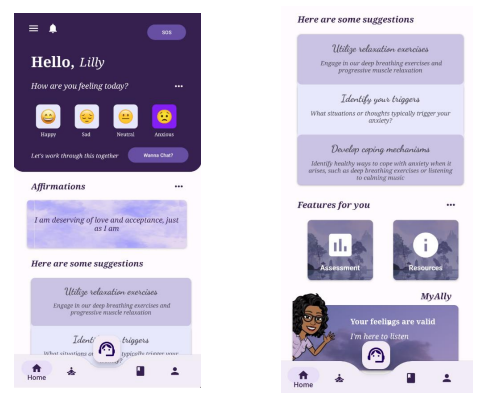 SOS
Hello, Lilly
How are you feeling today?
Happy Sad Neutral Anxious
Let's work through this together
Wanna Chat?
Affirmations
I am deserving of love and acceptance, just
as I am
Here are some suggestions
Utilize relaxation exercises
Engage in our deep breathing exercises and
progressive muscle relaxation
triggers
What situations typically trigger your
Home
Here are some suggestions
Utilize relaxation exercises
Engage in our deep breathing exercises and
progressive muscle relaxation
Identify your triggers
What situations or thoughts typically trigger your
anxiety?
Develop coping mechanisms
Identify healthy ways to cope with anxiety when it
arises, such as deep breathing exercises or listening
to calming music
Features for you
Assessment
Resources
MyAlly
Your feelings are valid
I'm here to listen
Home